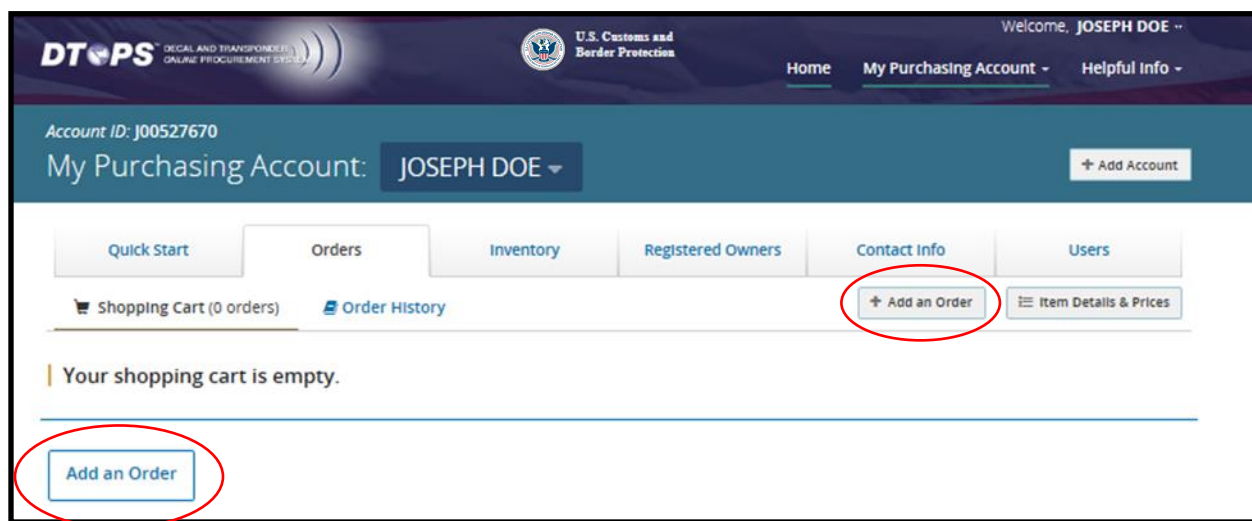 Welcome, JOSEPH DOE
DTOPS DECAL AND TRANSPONDER
ONLINE PROCUREMENT SYSTEM
U.S. Customs and
Border Protection
Home My Purchasing Account Helpful Info
Account ID: J00527670
My Purchasing Account: JOSEPH DOE
+ Add Account
Quick Start Orders Inventory Registered Owners Contact Info Users
Shopping Cart (0 orders) Order History + Add an Order Item Details & Prices
Your shopping cart is empty.
Add an Order